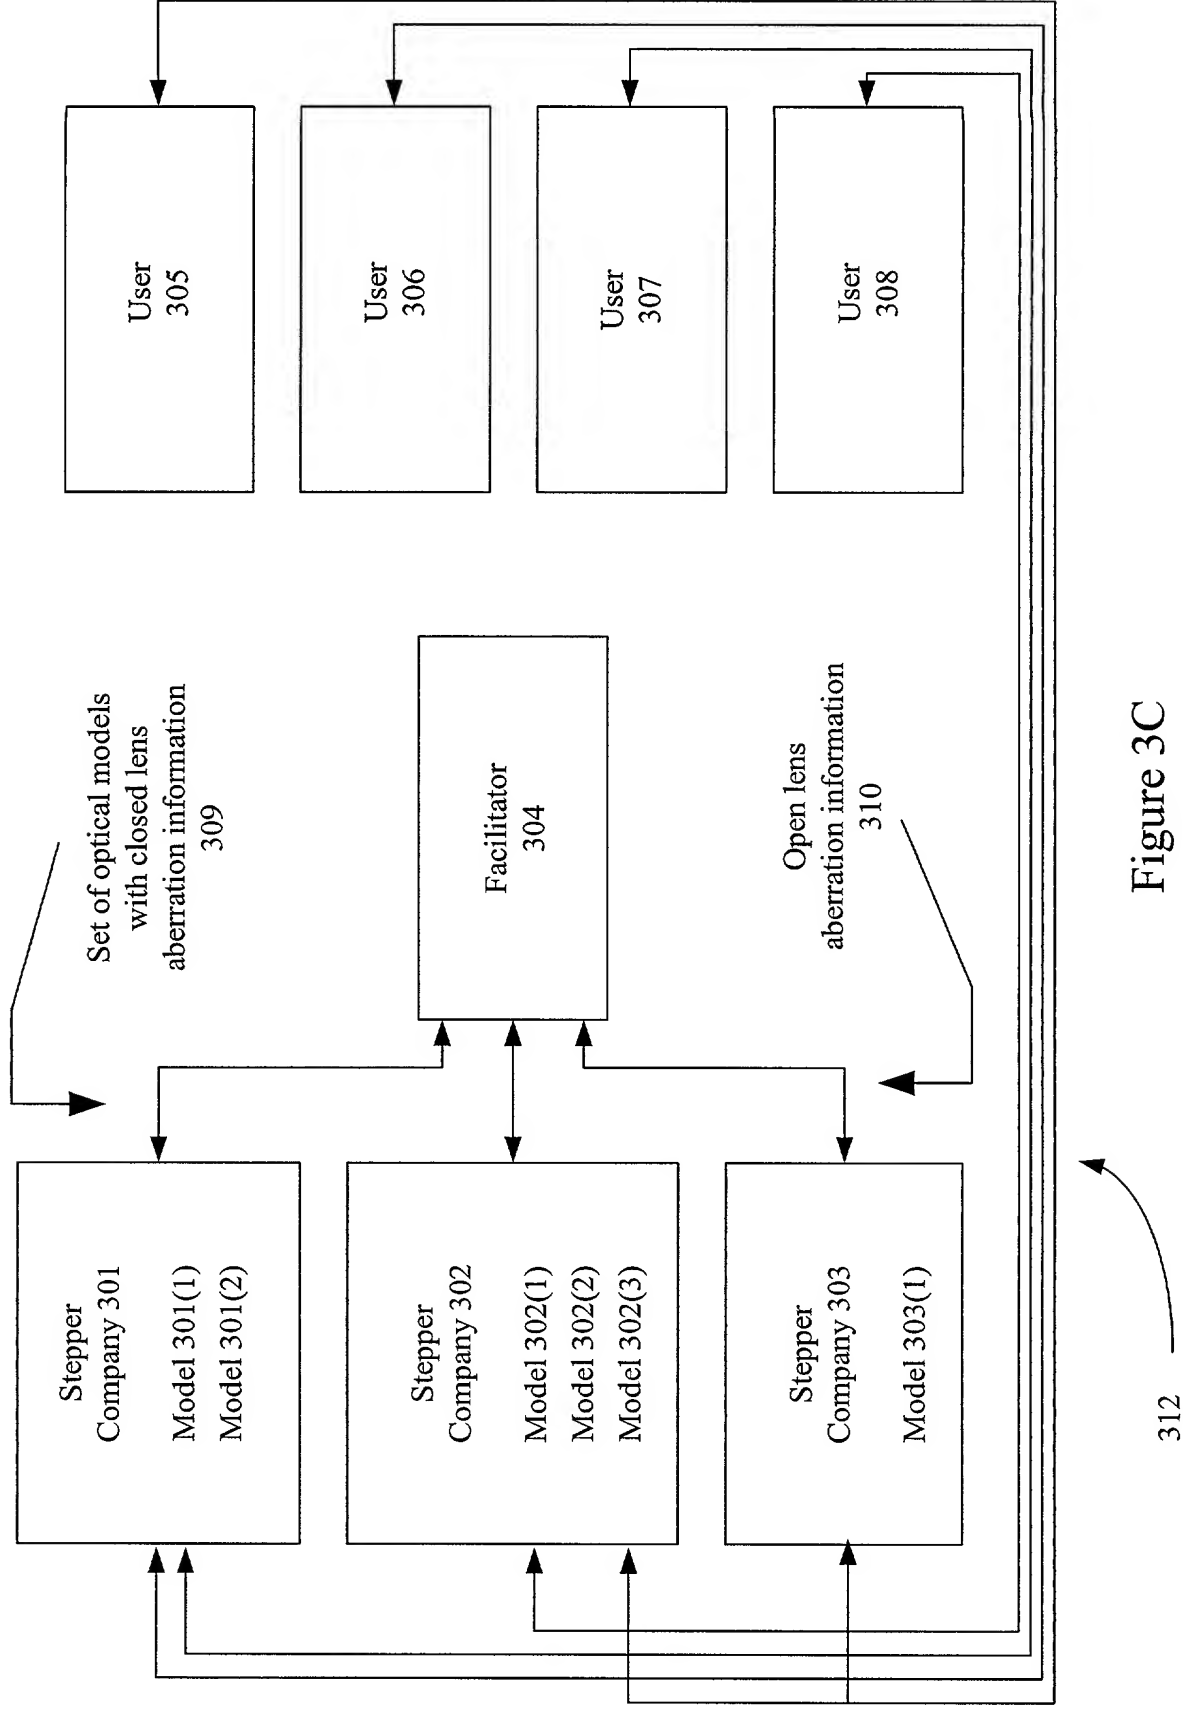 Stepper
Company 301
Model 301(1)
Model 301(2)
Stepper
Company 302
Model 302(1)
Model 302(2)
Model 302(3)
Stepper
Company 303
Model 303(1)
Set of optical models
with closed lens
aberration information
309
Facilitator
304
Open lens
aberration information
310
User
305
User
306
User
307
User
308
312
Figure 3C